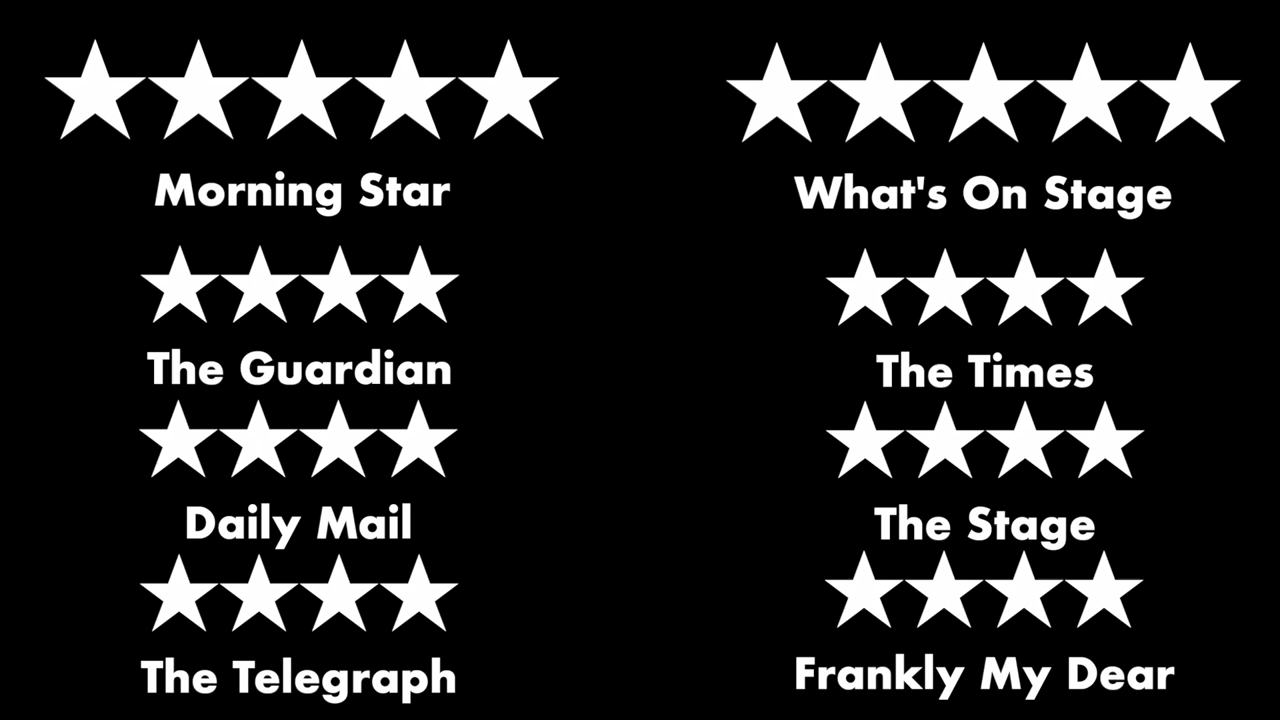 Morning Star
What's On Stage
The Guardian
The Times
Daily Mail
The Stage
The Telegraph
Frankly My Dear